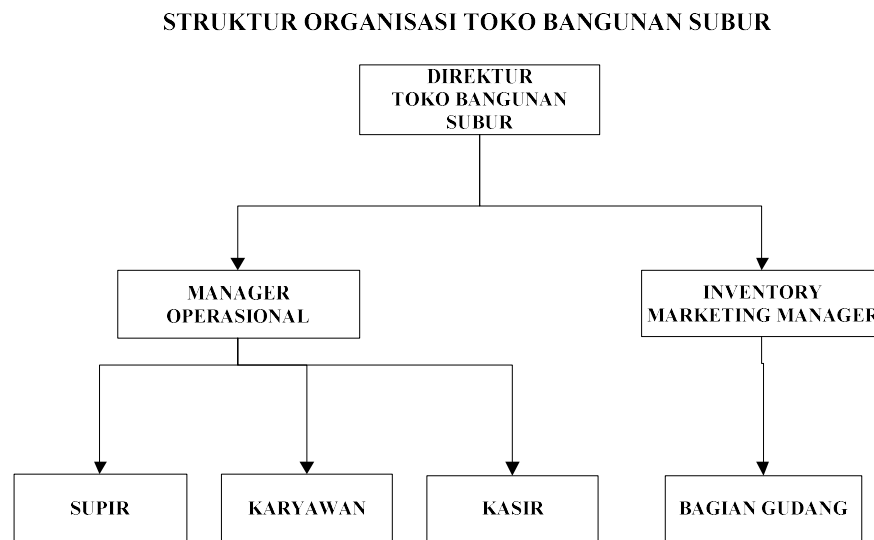 STRUKTUR ORGANISASI TOKO BANGUNAN SUBUR
DIREKTUR
TOKO BANGUNAN
SUBUR
MANAGER
OPERASIONAL
INVENTORY
MARKETING MANAGER
SUPIR
KARYAWAN
KASIR
BAGIAN GUDANG